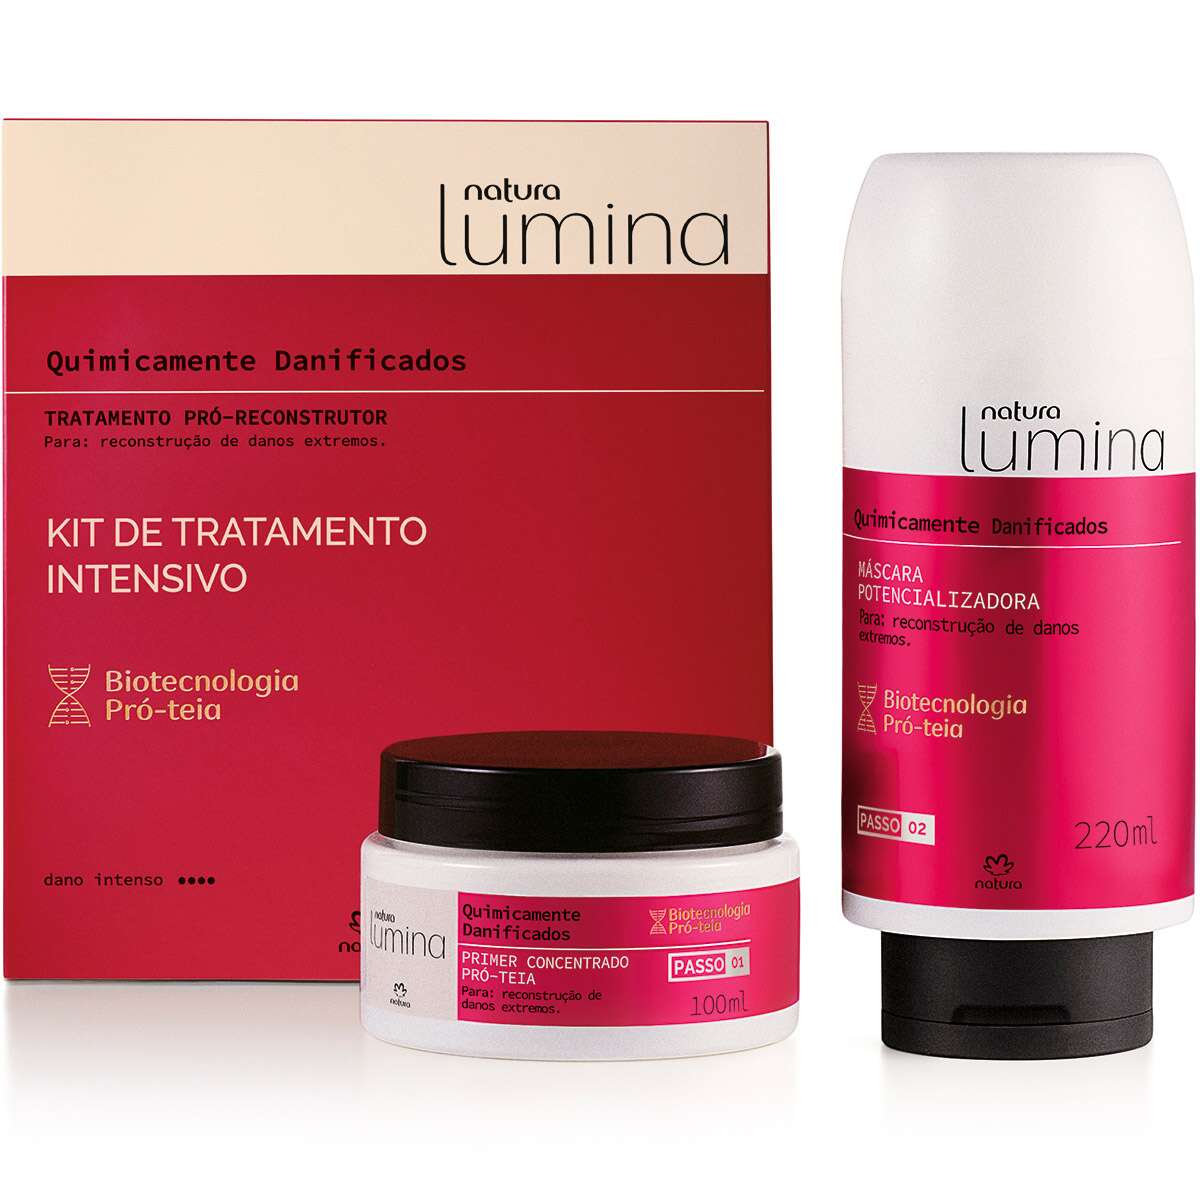 natura
lumina
Quimicamente Danificados
TRATAMENTO PRÓ-RECONSTRUTOR
Para: reconstrução de danos extremos.
KIT DE TRATAMENTO
INTENSIVO
Biotecnologia
Pró-teia
dano intenso
natura
lumina
natura
Quimicamente
Danificados
PRIMER CONCENTRADO
PRÓ-TEIA
Para: reconstrução de
danos extremos.
Biotecnologia
Pró-teia
PASSO 01
100ml
natura
lumina
Quimicamente Danificados
MÁSCARA
POTENCIALIZADORA
Para: reconstrução de danos
extremos.
Biotecnologia
Pró-teia
PASSO 02
220ml
natura